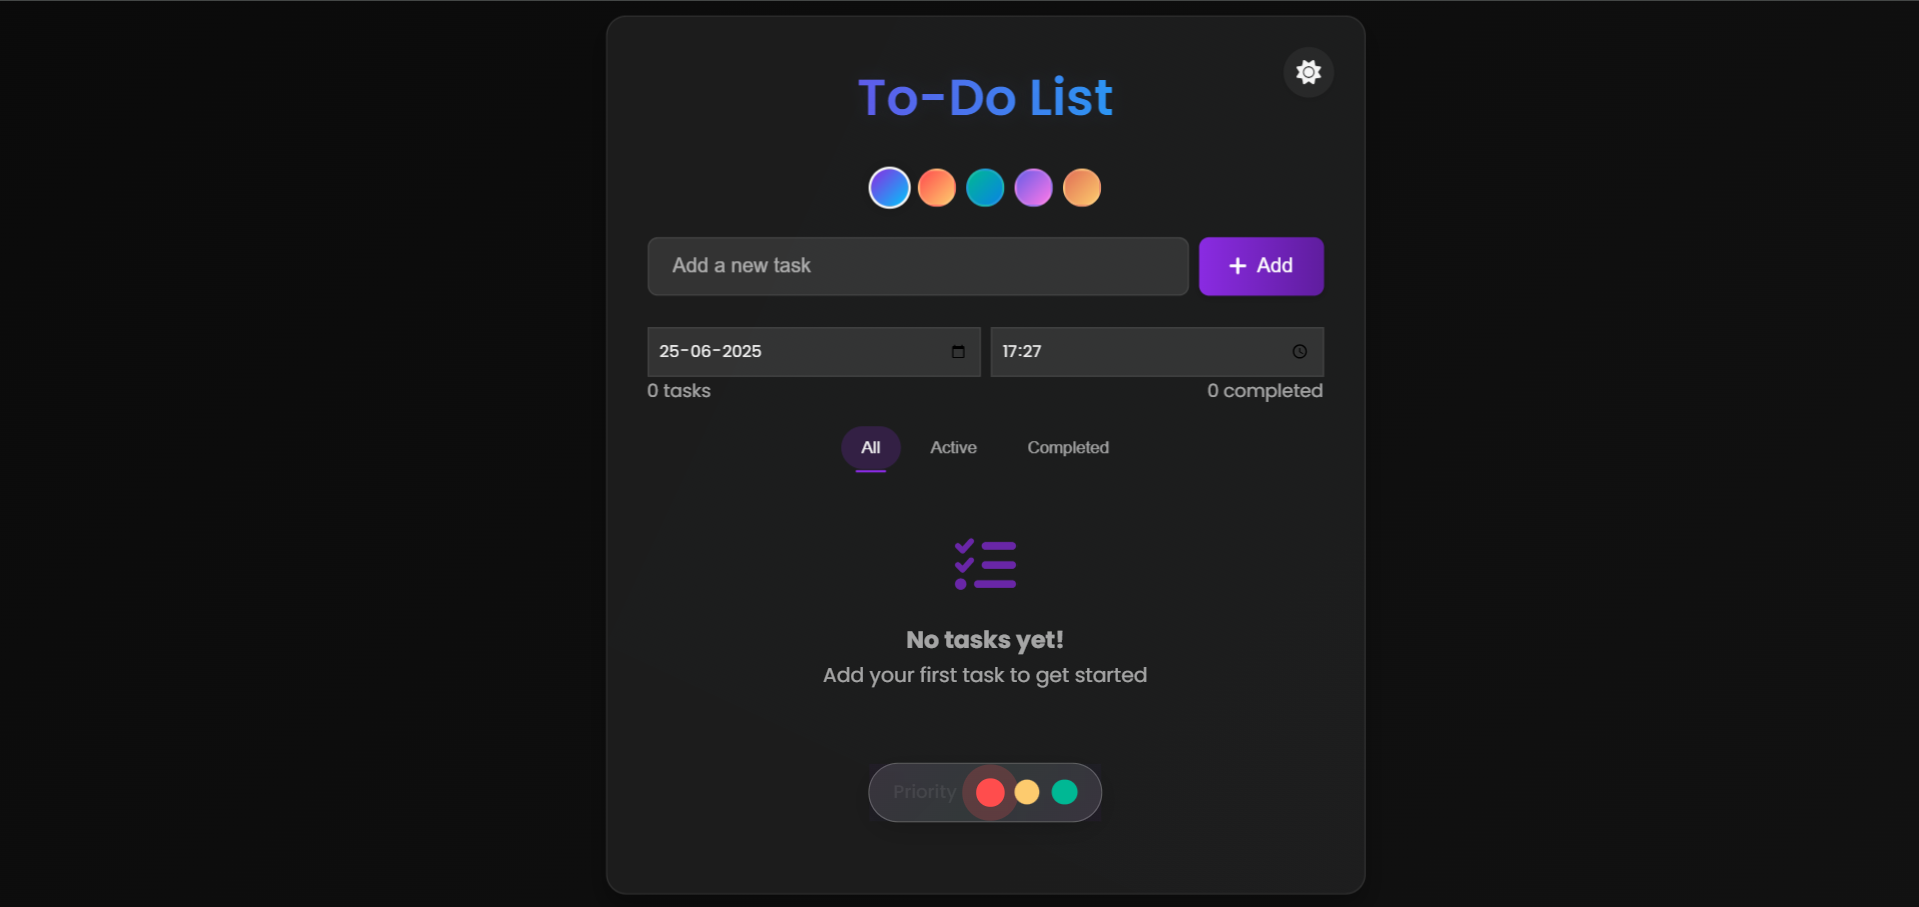 To-Do List
Add a new task
+ Add
25-06-2025
17:27
0 tasks
0 completed
All
Active
Completed
No tasks yet!
Add your first task to get started
Priority